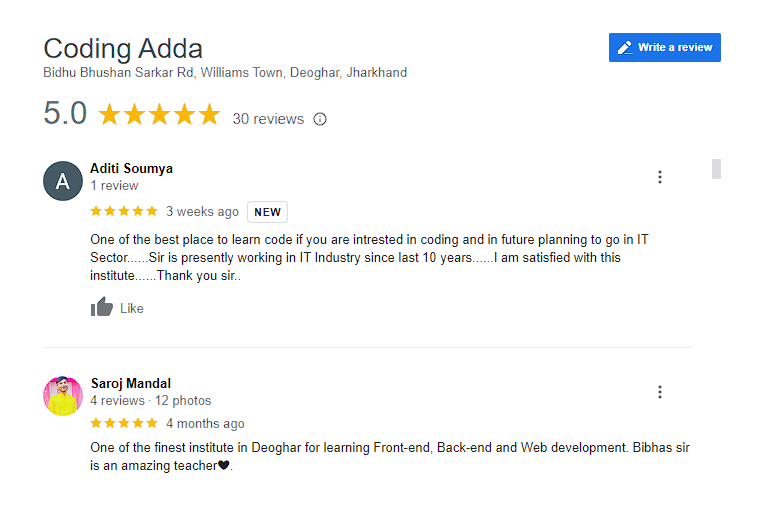 Coding Adda
Write a review
Bidhu Bhushan Sarkar Rd, Williams Town, Deoghar, Jharkhand
5.0 30 reviews
A
Aditi Soumya
1 review
3 weeks ago NEW
One of the best place to learn code if you are intrested in coding and in future planning to go in IT
Sector......Sir is presently working in IT Industry since last 10 years......I am satisfied with this
institute......Thank you sir..
Like
Saroj Mandal
4 reviews · 12 photos
4 months ago
One of the finest institute in Deoghar for learning Front-end, Back-end and Web development. Bibhas sir
is an amazing teacher🖤.